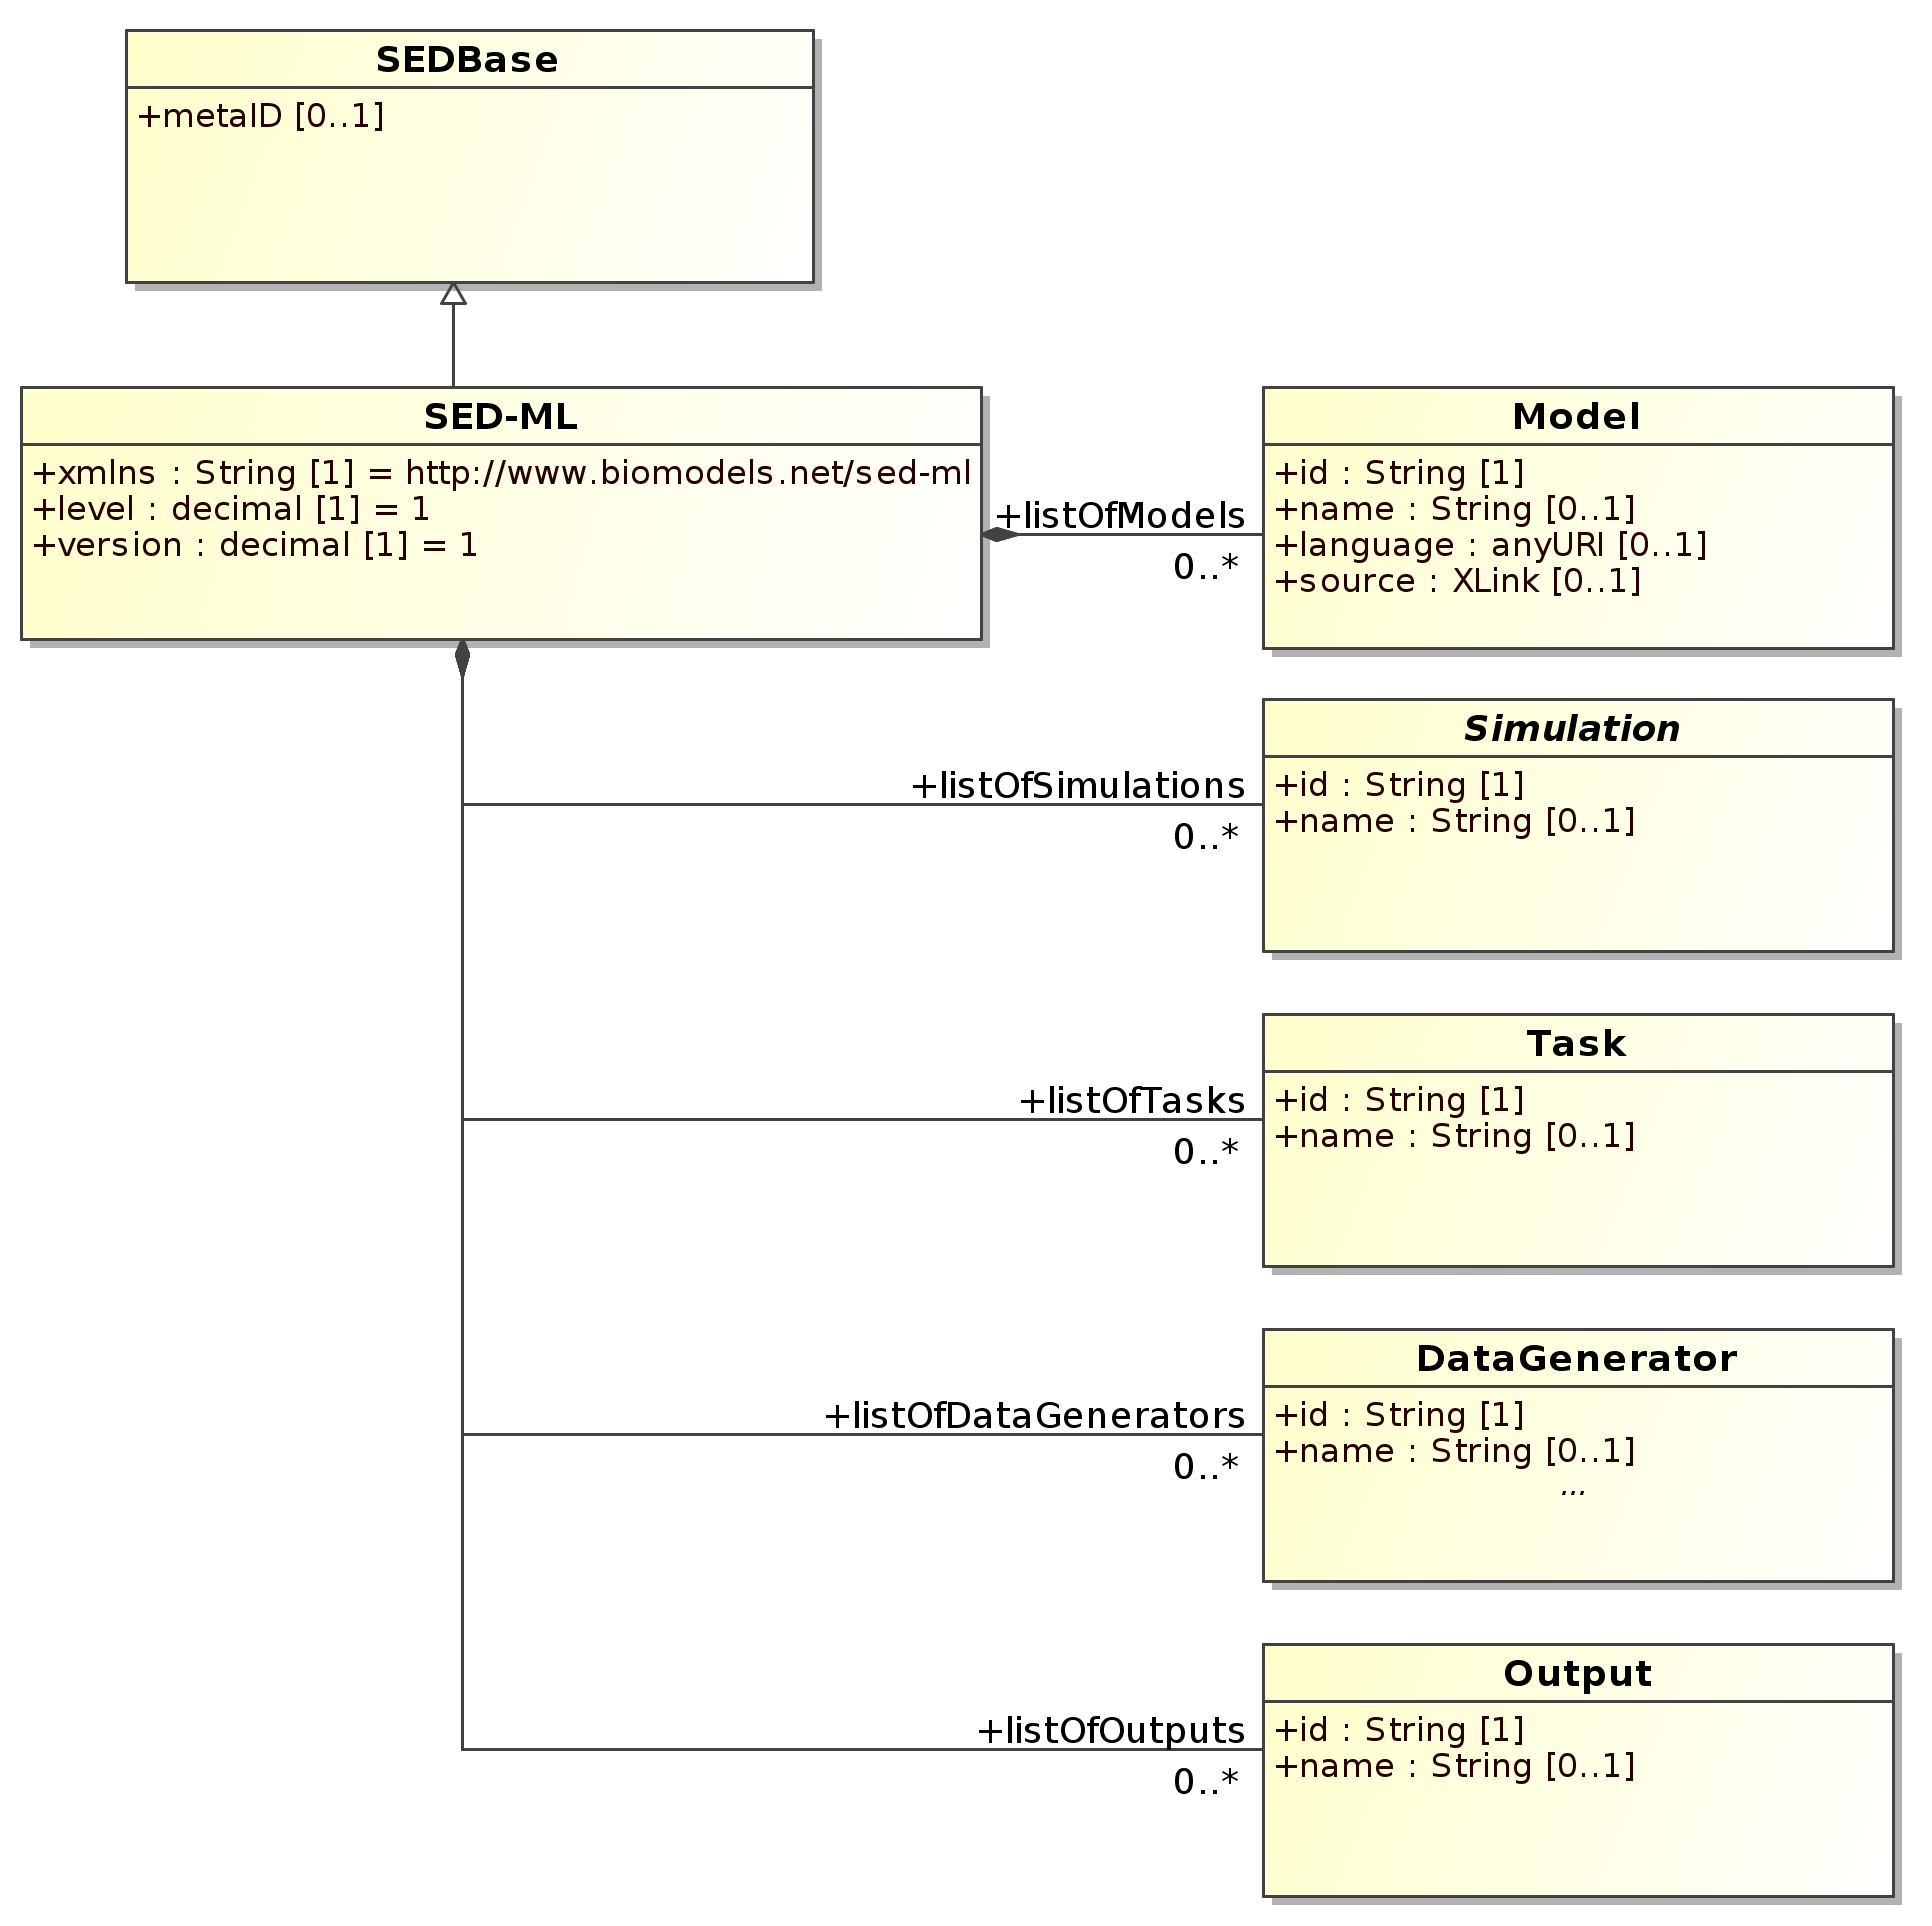 SEDBase
+metaID [0..1]
SED-ML
+xmlns : String [1] = http://www.biomodels.net/sed-ml
+level : decimal [1] = 1
+version : decimal [1] = 1
+listOfModels
0..*
Model
+id : String [1]
+name : String [0..1]
+language : anyURI [0..1]
+source : XLink [0..1]
+listOfSimulations
0..*
Simulation
+id : String [1]
+name : String [0..1]
+listOfTasks
0..*
Task
+id : String [1]
+name : String [0..1]
+listOfDataGenerators
0..*
DataGenerator
+id : String [1]
+name : String [0..1]
...
+listOfOutputs
0..*
Output
+id : String [1]
+name : String [0..1]